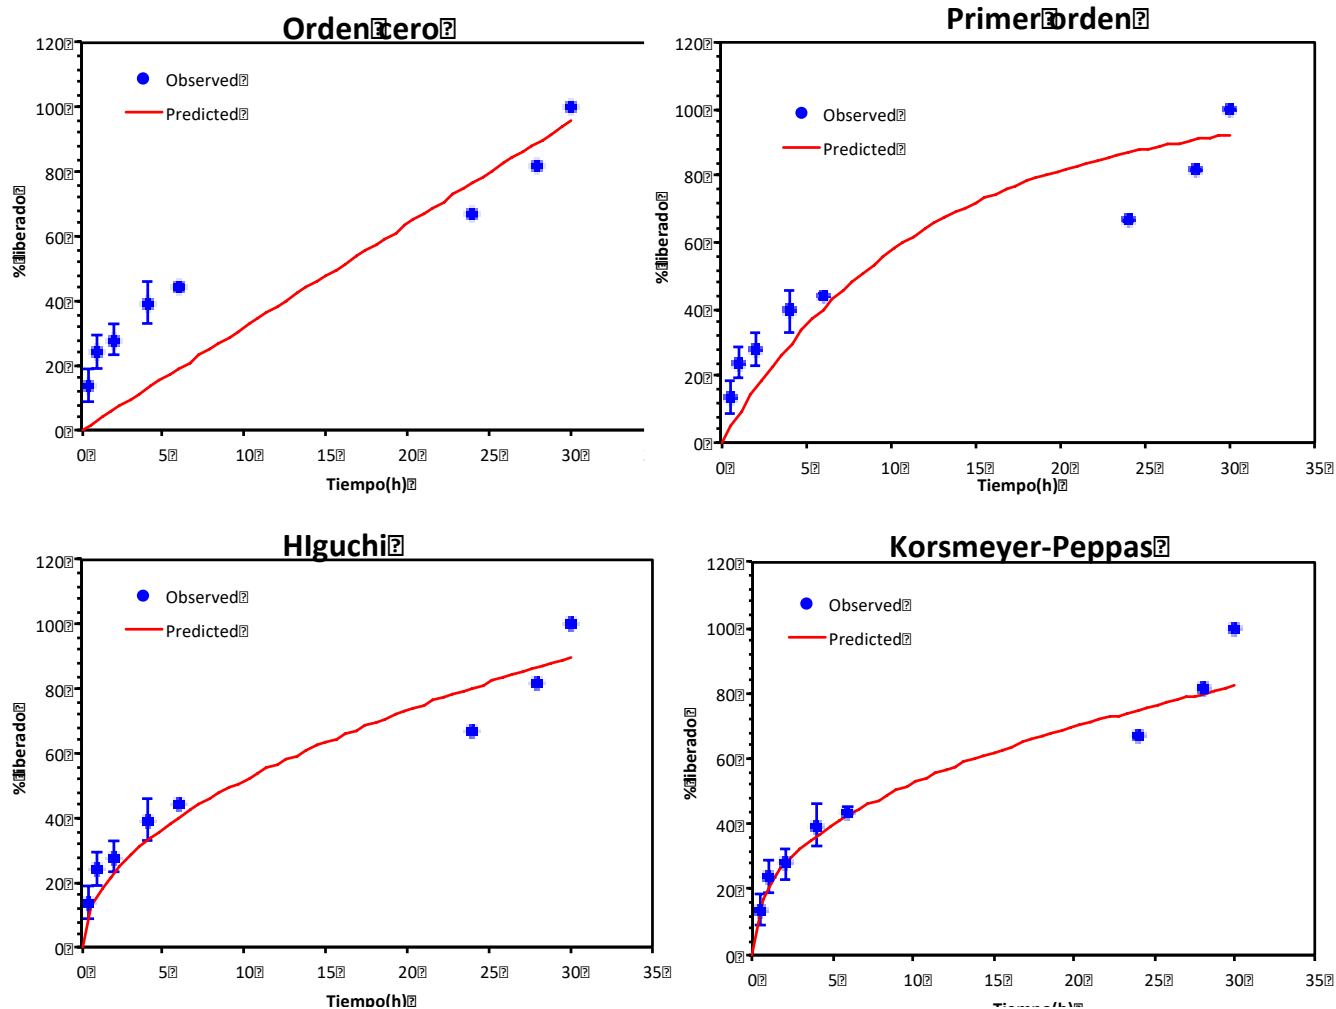 Orden cero
120
100
80
60
40
20
0
Observed
Predicted
% liberado
0 5 10 15 20 25 30
Tiempo(h)
Primer orden
120
100
80
60
40
20
0
Observed
Predicted
% liberado
0 5 10 15 20 25 30 35
Tiempo(h)
HIguchi
120
100
80
60
40
20
0
Observed
Predicted
% liberado
0 5 10 15 20 25 30 35
Tiempo(h)
Korsmeyer-Peppas
120
100
80
60
40
20
0
Observed
Predicted
% liberado
0 5 10 15 20 25 30 35
Tiempo(h)